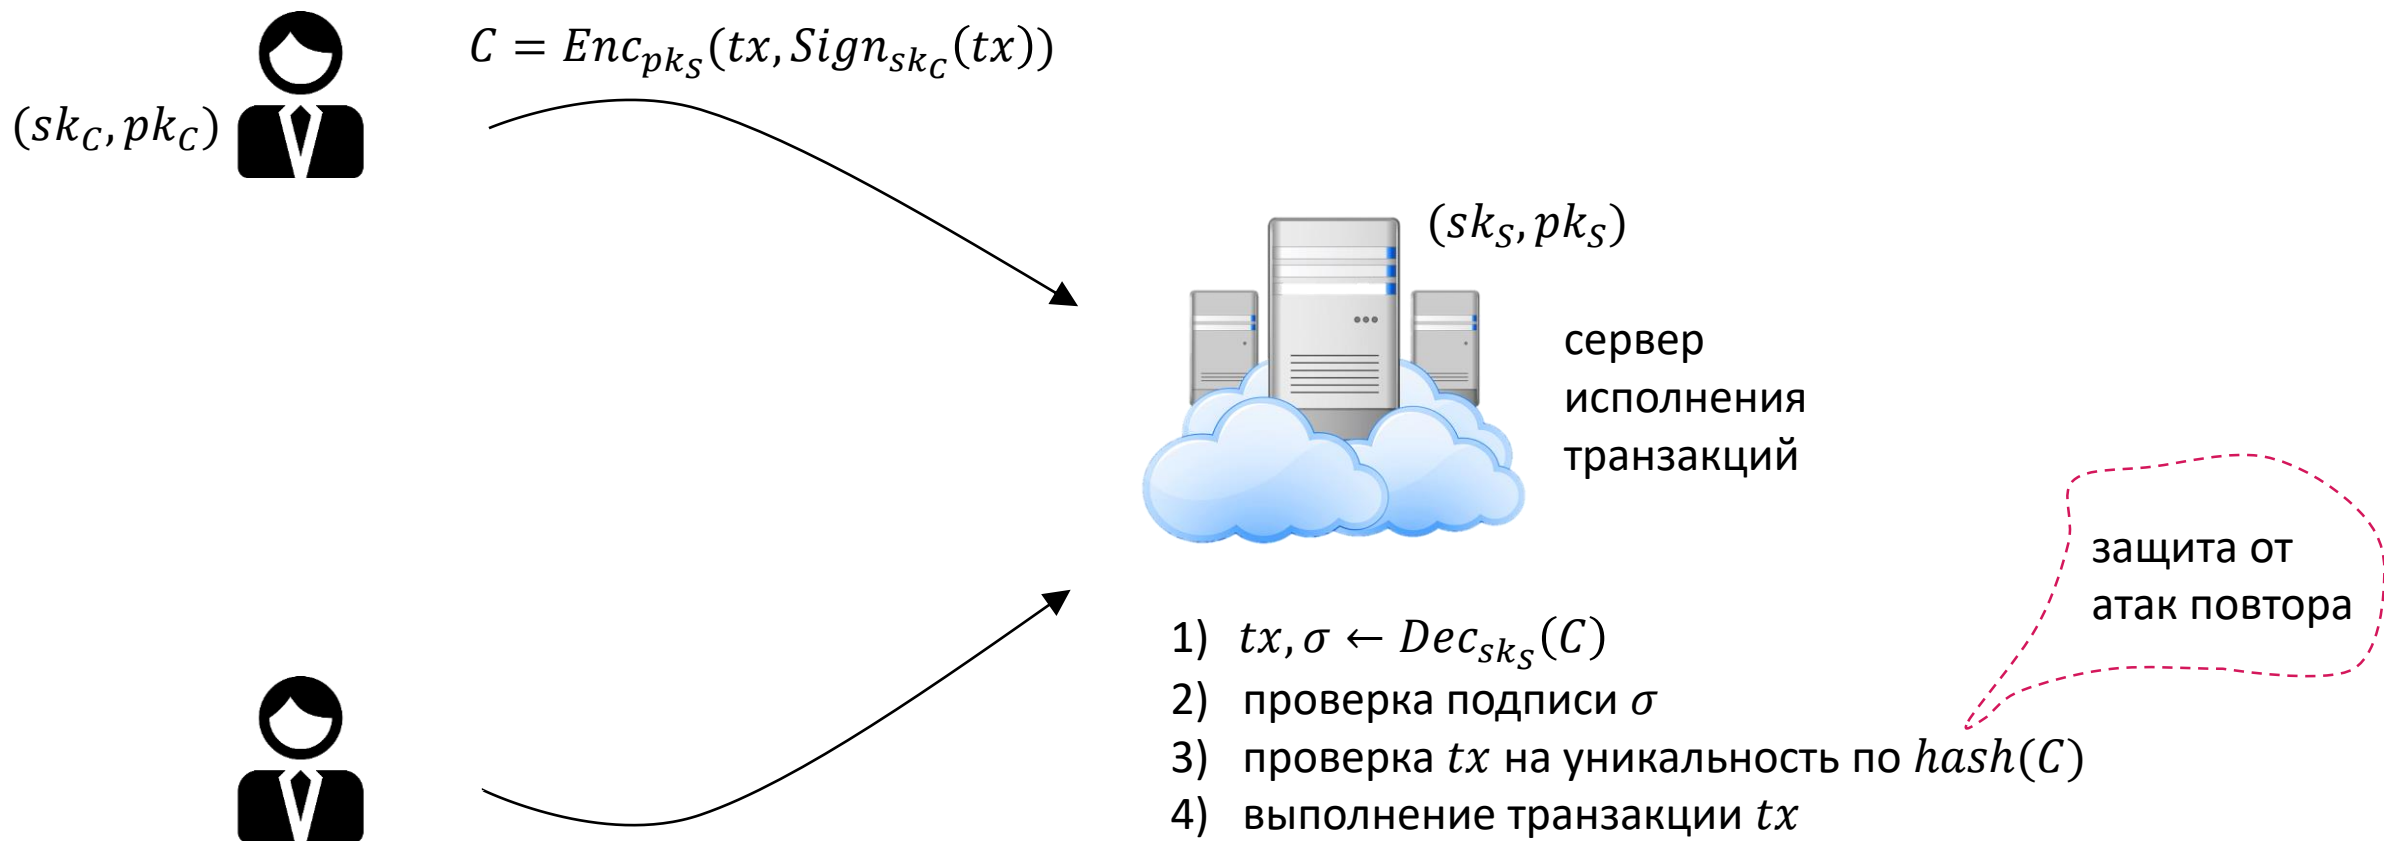 C = Enc_{pk_S}(tx, Sign_{sk_C}(tx))
(sk_C, pk_C)
(sk_S, pk_S)
сервер
исполнения
транзакций
защита от
атак повтора
1) tx, σ ← Dec_{sk_S}(C)
2) проверка подписи σ
3) проверка tx на уникальность по hash(C)
4) выполнение транзакции tx